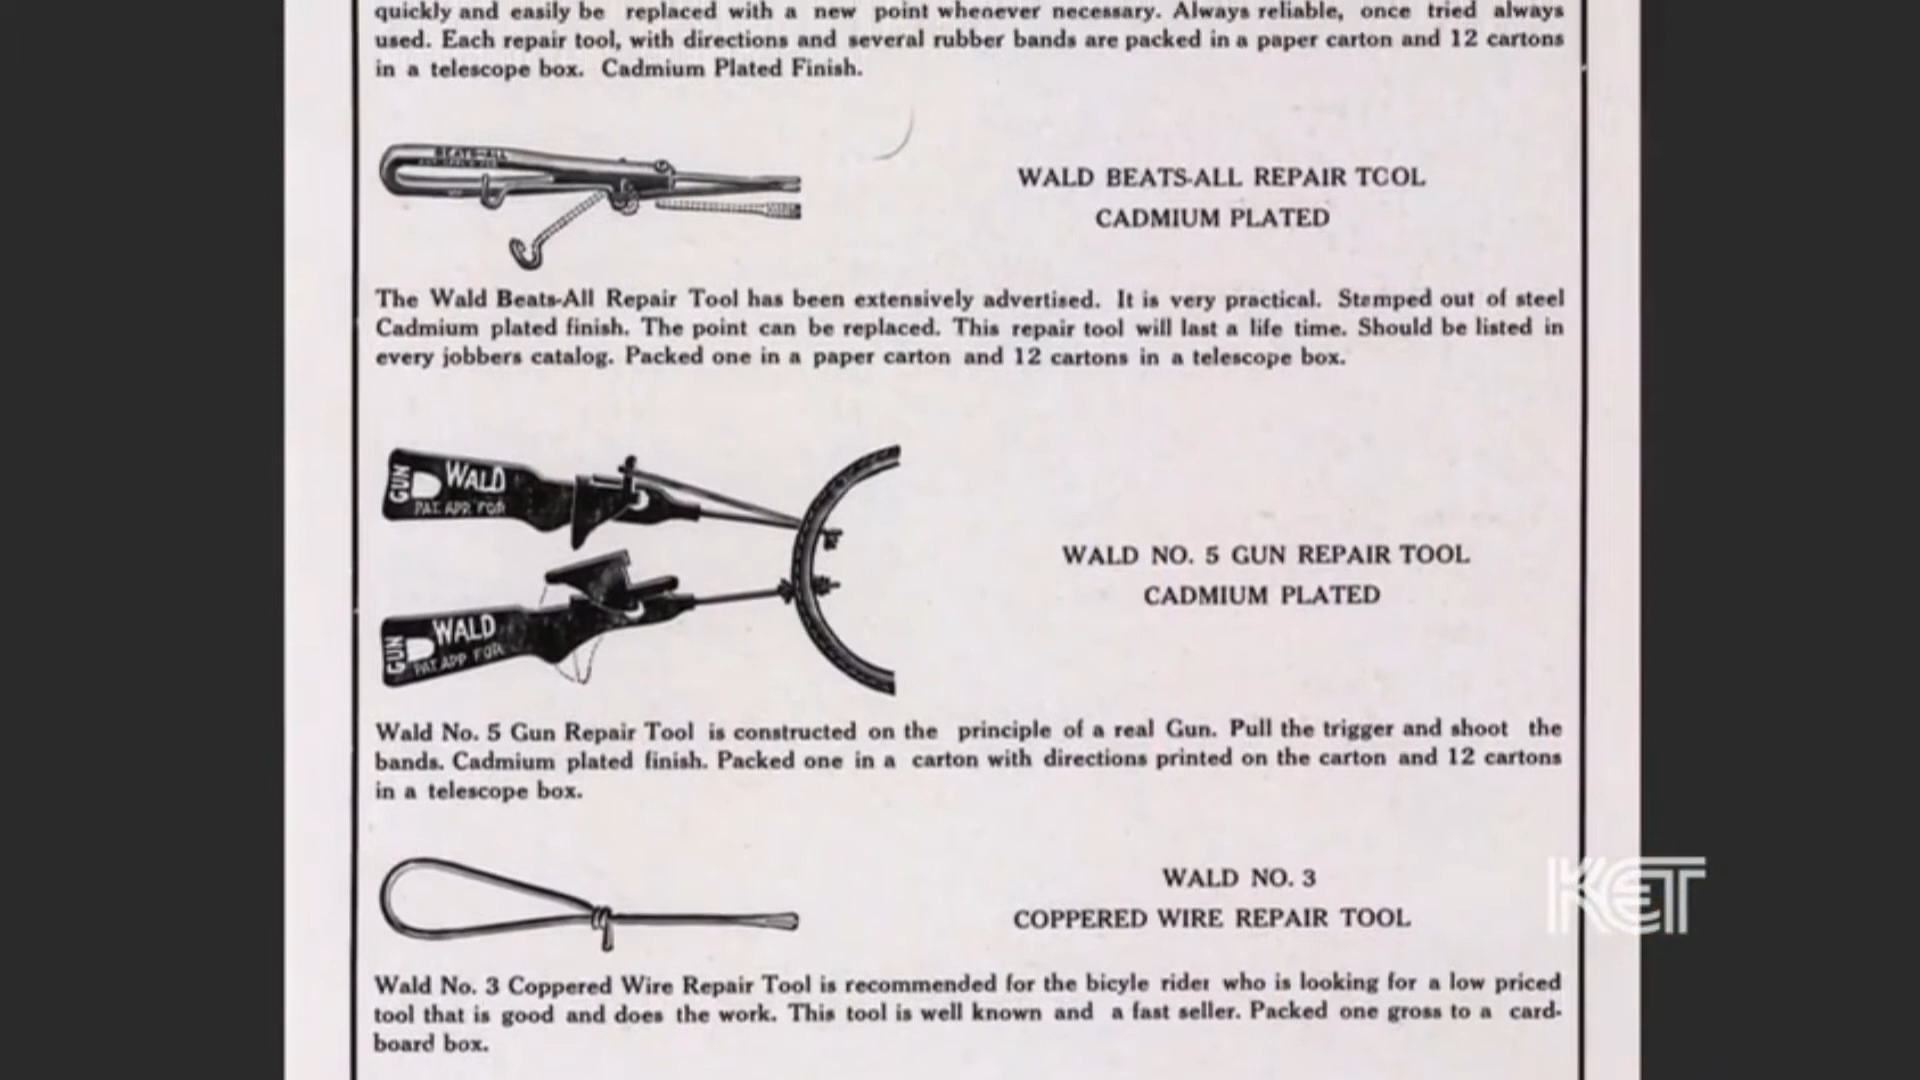 quickly and easily be replaced with a new point whenever necessary. Always reliable, once tried always
used. Each repair tool, with directions and several rubber bands are packed in a paper carton and 12 cartons
in a telescope box. Cadmium Plated Finish.
BEATS-ALL
WALD BEATS-ALL REPAIR TOOL
CADMIUM PLATED
The Wald Beats-All Repair Tool has been extensively advertised. It is very practical. Stamped out of steel
Cadmium plated finish. The point can be replaced. This repair tool will last a life time. Should be listed in
every jobbers catalog. Packed one in a paper carton and 12 cartons in a telescope box.
GUN WALD
PAT. APP. FOR
GUN WALD
PAT. APP FOR
WALD NO. 5 GUN REPAIR TOOL
CADMIUM PLATED
Wald No. 5 Gun Repair Tool is constructed on the principle of a real Gun. Pull the trigger and shoot the
bands. Cadmium plated finish. Packed one in a carton with directions printed on the carton and 12 cartons
in a telescope box.
WALD NO. 3
COPPERED WIRE REPAIR TOOL
KET
Wald No. 3 Coppered Wire Repair Tool is recommended for the bicycle rider who is looking for a low priced
tool that is good and does the work. This tool is well known and a fast seller. Packed one gross to a card-
board box.